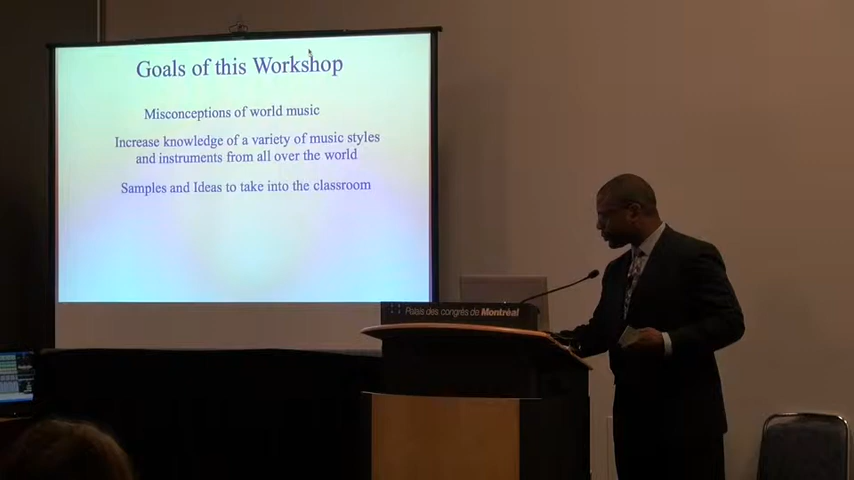 Goals of this Workshop
Misconceptions of world music
Increase knowledge of a variety of music styles
and instruments from all over the world
Samples and Ideas to take into the classroom
Palais des congrès de Montréal